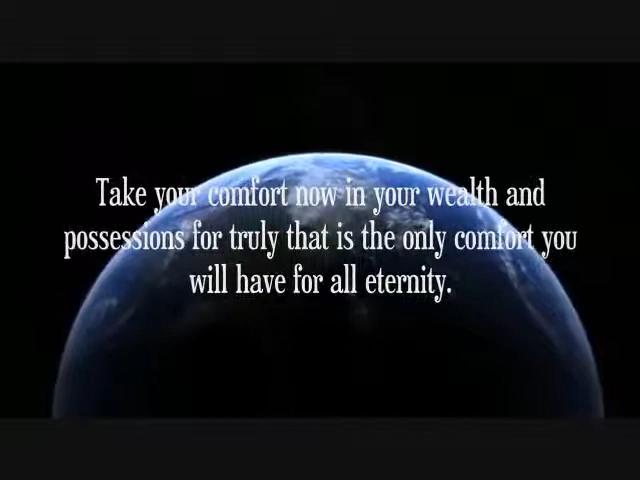 Take your comfort now in your wealth and
possessions for truly that is the only comfort you
will have for all eternity.